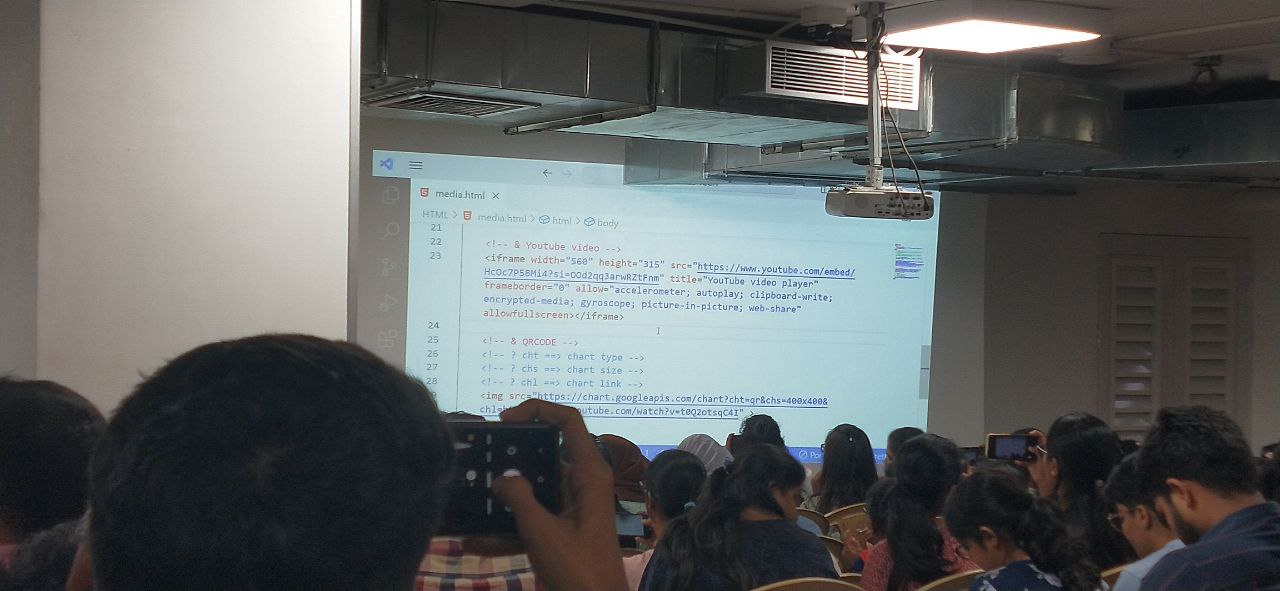 media.html
HTML > media.html > html > body
21
22 <!-- & Youtube video -->
23 <iframe width="560" height="315" src="https://www.youtube.com/embed/
HcOc7P5BMi4?si=OOd2qq3arwRZtFnm" title="YouTube video player"
frameborder="0" allow="accelerometer; autoplay; clipboard-write;
encrypted-media; gyroscope; picture-in-picture; web-share"
allowfullscreen></iframe>
24
25 <!-- & QRCODE -->
26 <!-- ? cht ==> chart type -->
27 <!-- ? chs ==> chart size -->
28 <!-- ? chl ==> chart link -->
<img src="https://chart.googleapis.com/chart?cht=qr&chs=400x400&
youtube.com/watch?v=t0Q2otsqC4I" >